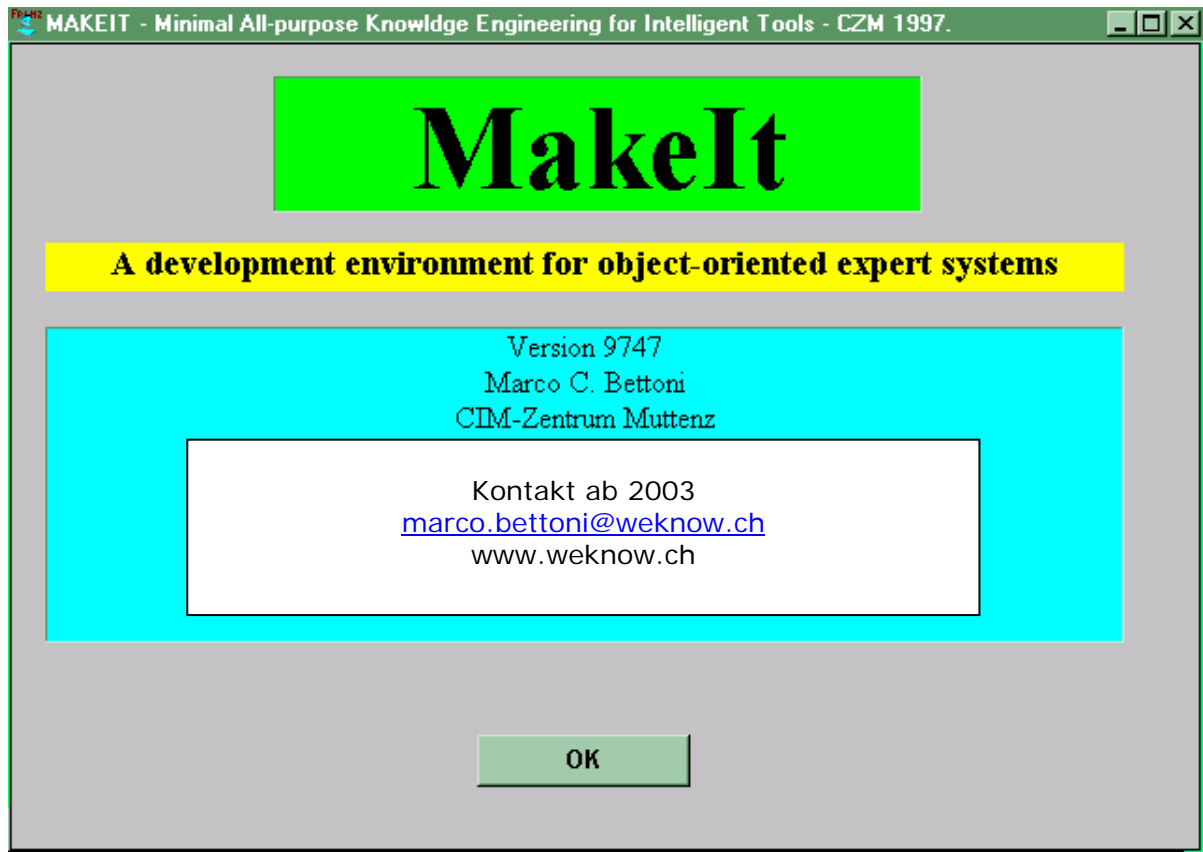 MAKEIT - Minimal All-purpose Knowldge Engineering for Intelligent Tools - CZM 1997.
MakeIt
A development environment for object-oriented expert systems
Version 9747
Marco C. Bettoni
CIM-Zentrum Muttenz
Kontakt ab 2003
marco.bettoni@weknow.ch
www.weknow.ch
OK